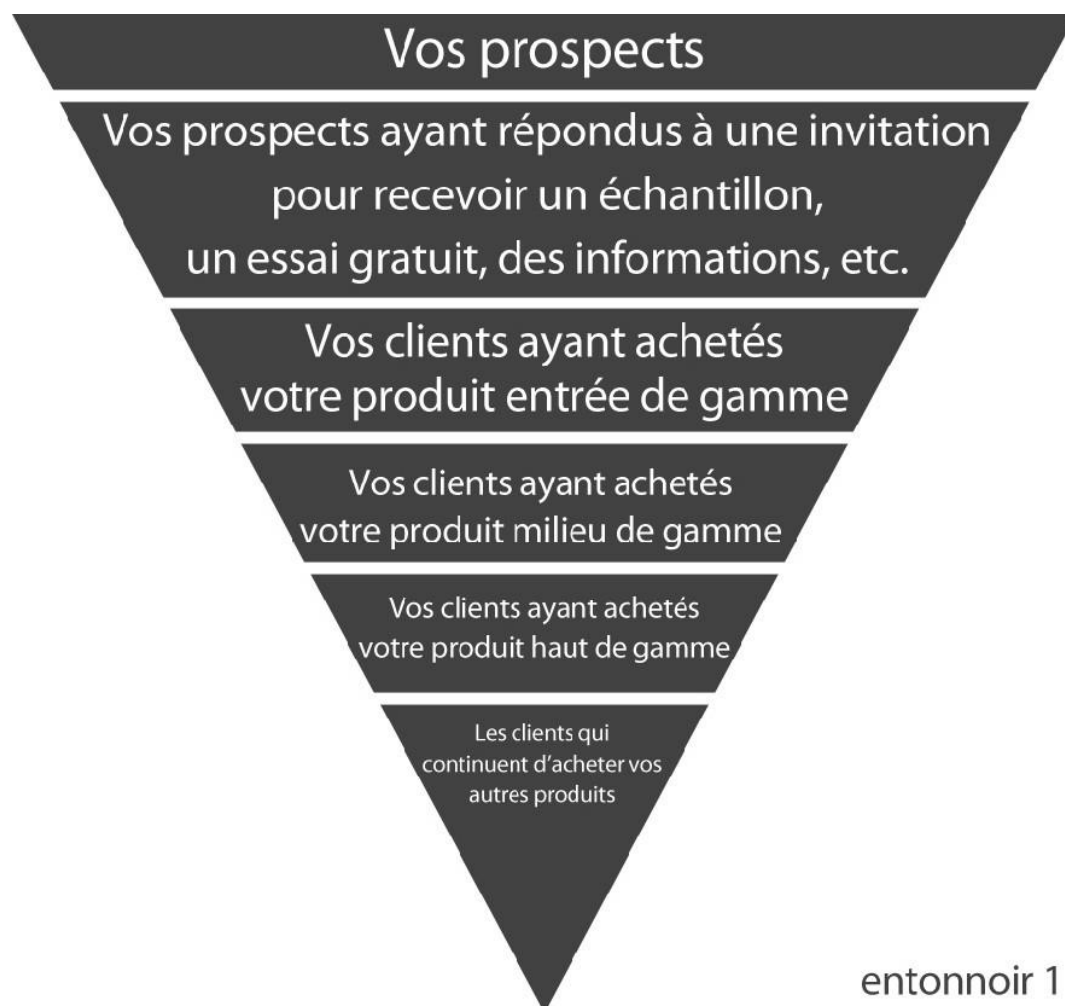 Vos prospects
Vos prospects ayant répondus à une invitation
pour recevoir un échantillon,
un essai gratuit, des informations, etc.
Vos clients ayant achetés
votre produit entrée de gamme
Vos clients ayant achetés
votre produit milieu de gamme
Vos clients ayant achetés
votre produit haut de gamme
Les clients qui
continuent d’acheter vos
autres produits
entonnoir 1